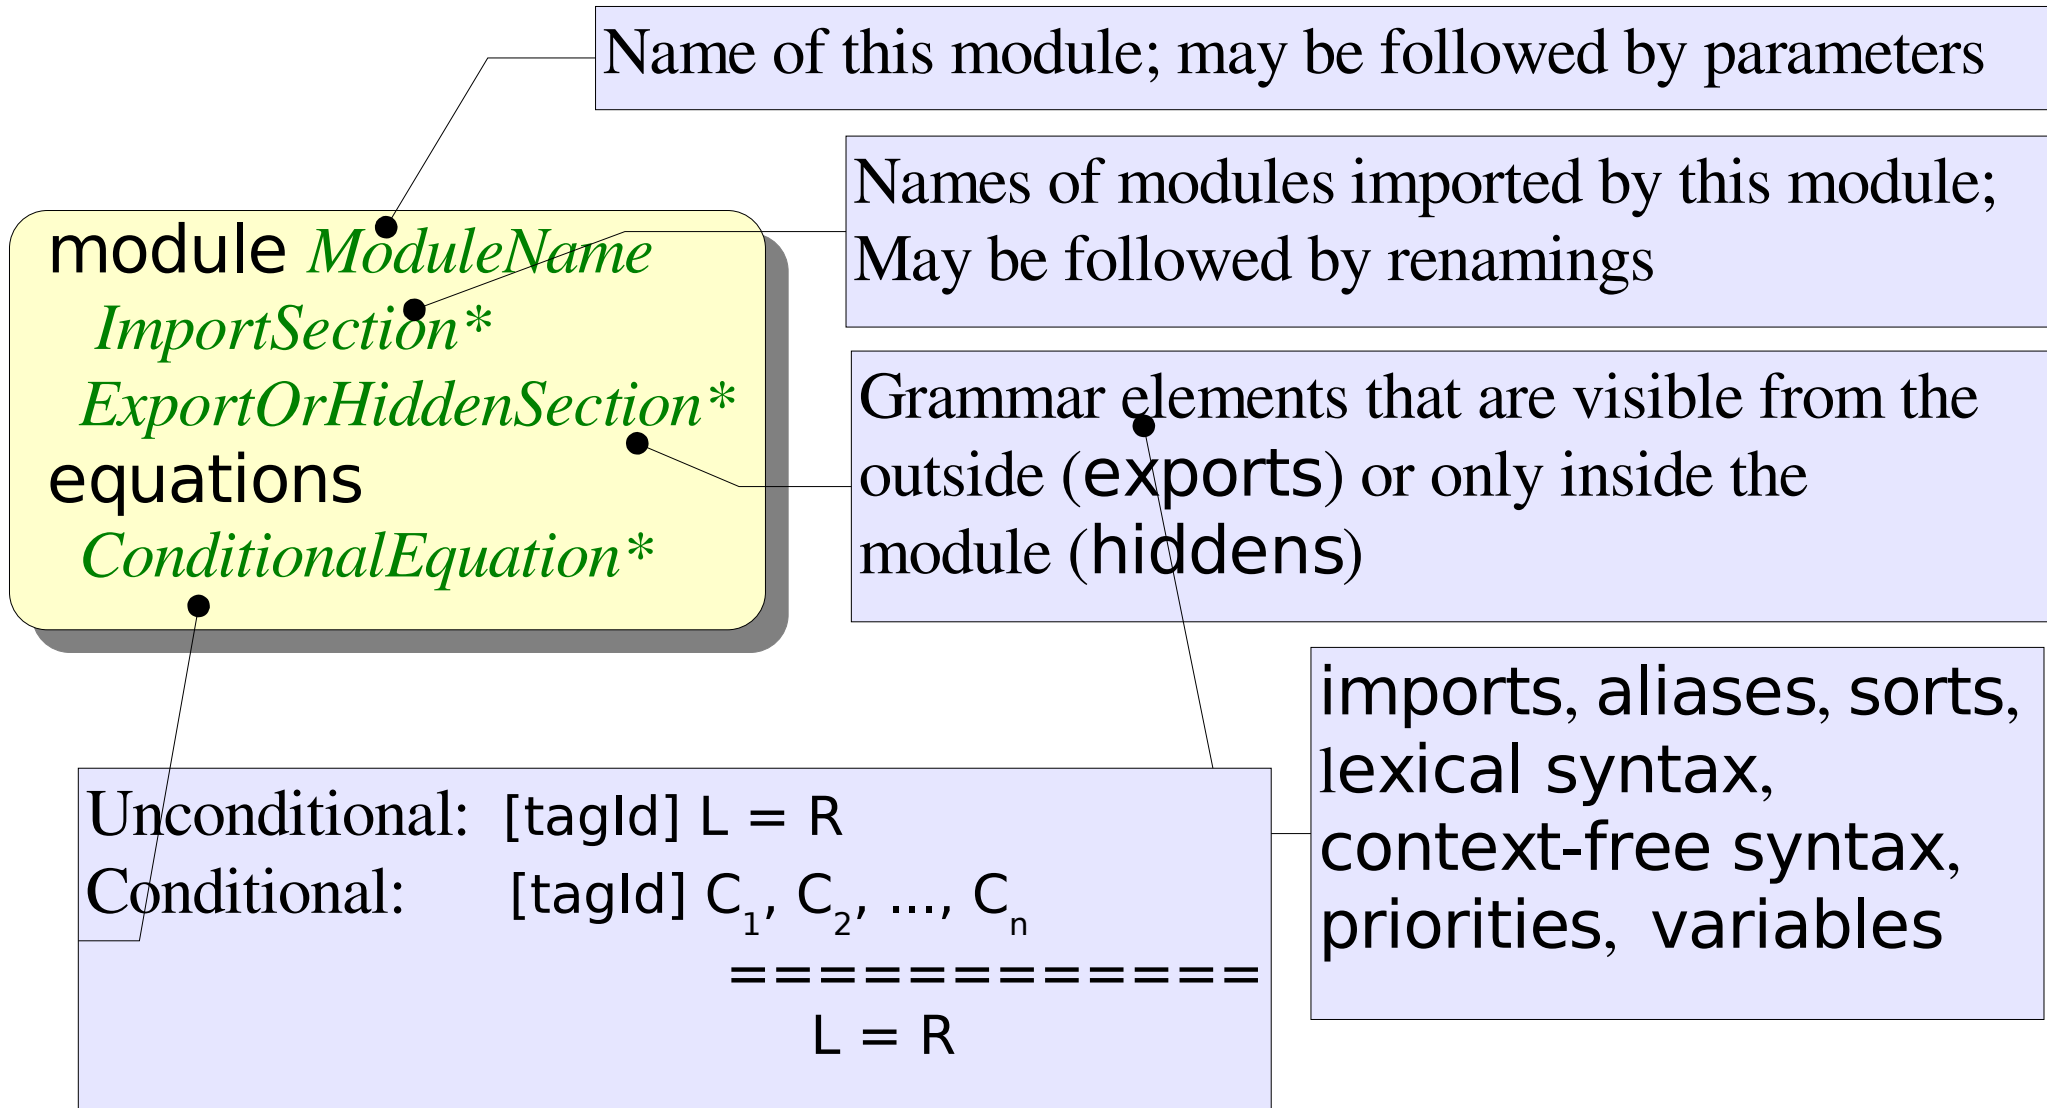 Name of this module; may be followed by parameters
Names of modules imported by this module;
May be followed by renamings
module ModuleName
ImportSection*
ExportOrHiddenSection*
equations
ConditionalEquation*
Grammar elements that are visible from the
outside (exports) or only inside the
module (hiddens)
imports, aliases, sorts,
lexical syntax,
context-free syntax,
priorities, variables
Unconditional: [tagId] L = R
Conditional: [tagId] C₁, C₂, ..., Cₙ
============
L = R